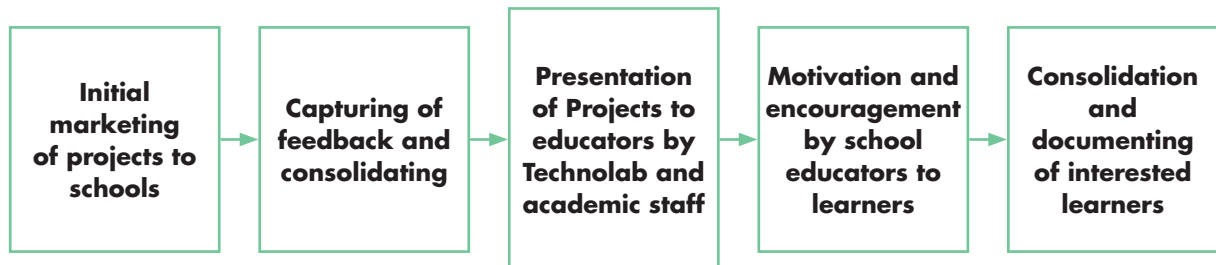 Initial
marketing
of projects to
schools
Capturing of
feedback and
consolidating
Presentation
of Projects to
educators by
Technolab and
academic staff
Motivation and
encouragement
by school
educators to
learners
Consolidation
and
documenting
of interested
learners